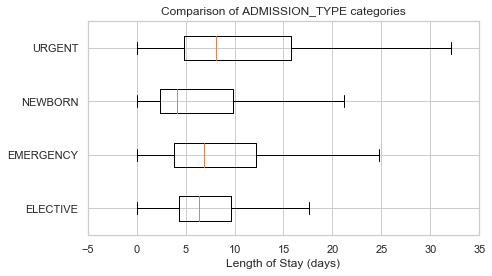 Comparison of ADMISSION_TYPE categories
URGENT
NEWBORN
EMERGENCY
ELECTIVE
−5 0 5 10 15 20 25 30 35
Length of Stay (days)